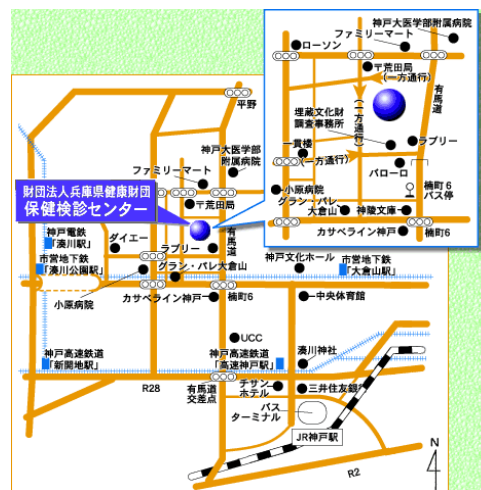 神戸大医学部附属病院
ファミリーマート
ローソン
〒荒田局
(一方通行)
有馬道
埋蔵文化財
調査事務所
(一方通行)
ラブリー
一貫楼
(一方通行)
バローロ
小原病院
グラン・パレ
大倉山
神陵文庫
楠町6
バス停
カサベライン神戸
楠町6
平野
神戸大医学部
附属病院
ファミリーマート
〒荒田局
財団法人兵庫県健康財団
保健検診センター
神戸電鉄
「湊川駅」
ダイエー
ラブリー
有馬道
市営地下鉄
「湊川公園駅」
グラン・パレ大倉山
神戸文化ホール
市営地下鉄
「大倉山駅」
小原病院
カサベライン神戸
楠町6
中央体育館
UCC
神戸高速鉄道
「新開地駅」
神戸高速鉄道
「高速神戸駅」
湊川神社
R28
有馬道
交差点
チサン
ホテル
三井住友銀行
バス
ターミナル
JR神戸駅
R2
N